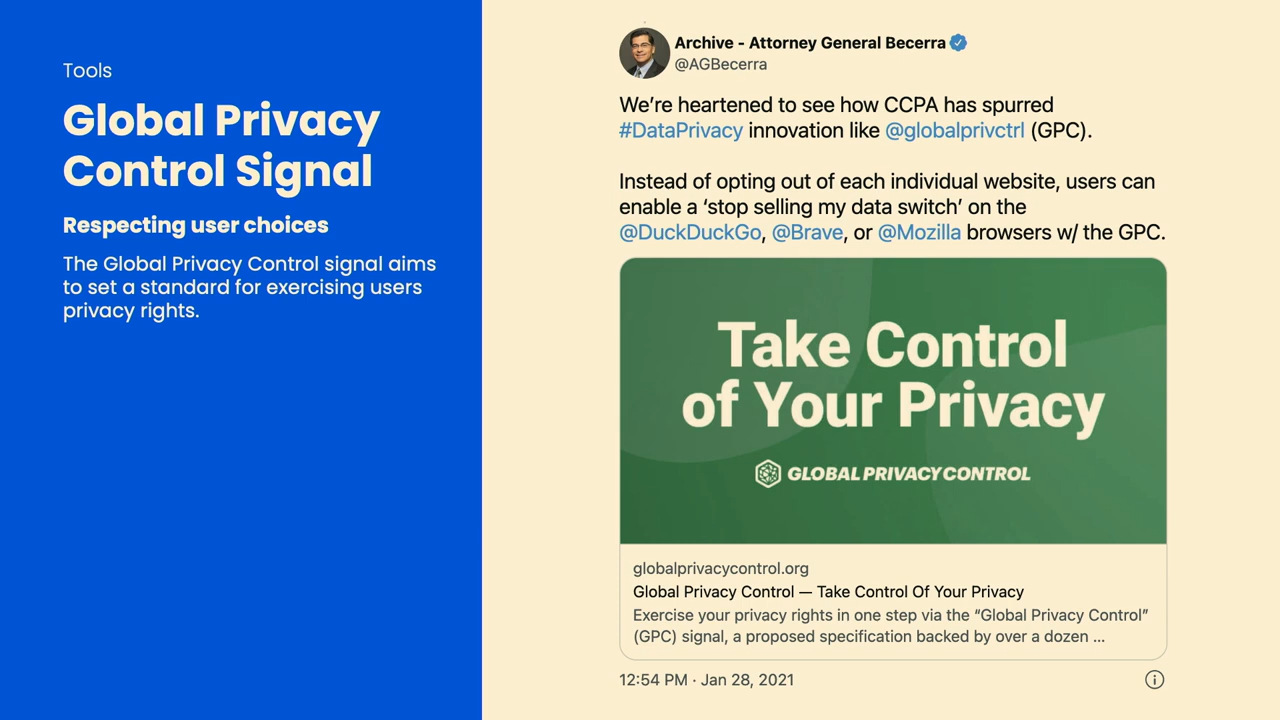 Tools
Global Privacy
Control Signal
Respecting user choices
The Global Privacy Control signal aims
to set a standard for exercising users
privacy rights.
Archive - Attorney General Becerra
@AGBecerra
We’re heartened to see how CCPA has spurred
#DataPrivacy innovation like @globalprivctrl (GPC).
Instead of opting out of each individual website, users can
enable a ‘stop selling my data switch’ on the
@DuckDuckGo, @Brave, or @Mozilla browsers w/ the GPC.
Take Control
of Your Privacy
GLOBAL PRIVACY CONTROL
globalprivacycontrol.org
Global Privacy Control — Take Control Of Your Privacy
Exercise your privacy rights in one step via the “Global Privacy Control”
(GPC) signal, a proposed specification backed by over a dozen ...
12:54 PM · Jan 28, 2021